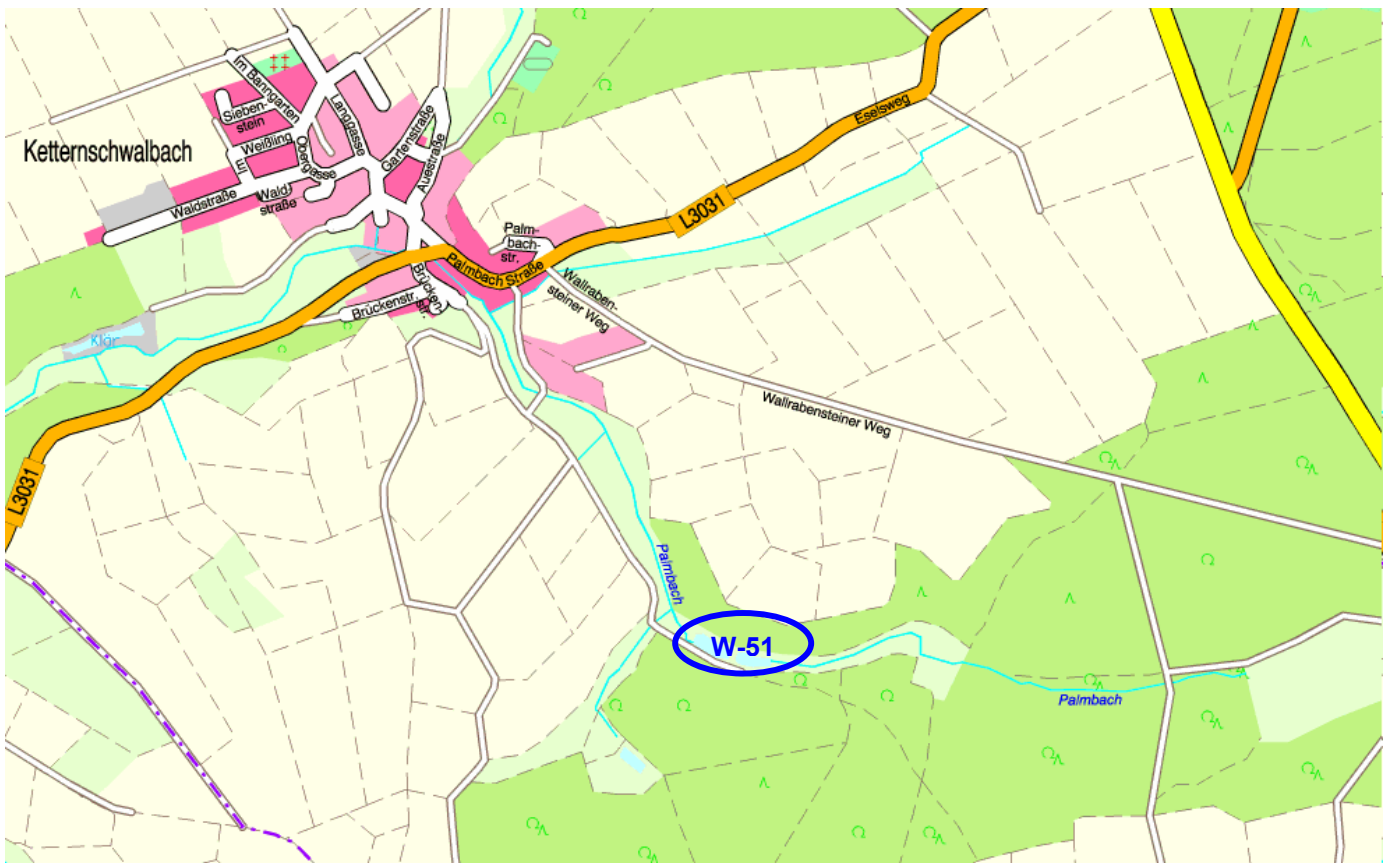 Ketternschwalbach
Im Banngarten
Sieben-
stein
Langgasse
Weißling
Im
Obergasse
Gartenstraße
Auestraße
Waldstraße
Wald-
straße
Eselsweg
L3031
Palm-
bach-
str.
Palmbach Straße
Brücken-
str.
Brückenstr.
Wallraben-
steiner Weg
Klär
Wallrabensteiner Weg
L3031
Palmbach
W-51
Palmbach